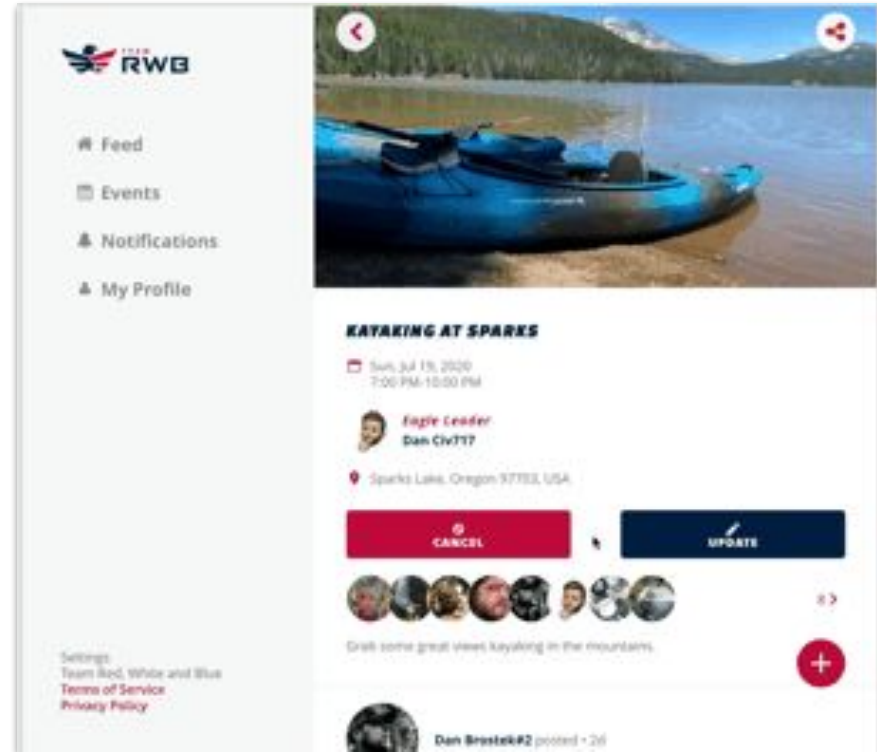 TEAM
RWB
Feed
Events
Notifications
My Profile
Settings
Team Red, White and Blue
Terms of Service
Privacy Policy
KAYAKING AT SPARKS
Sun, Jul 19, 2020
7:00 PM-10:00 PM
Eagle Leader
Dan Civ717
Sparks Lake, Oregon 97703, USA
CANCEL
UPDATE
8
Grab some great views kayaking in the mountains.
Dan Brostek#2 posted • 2d